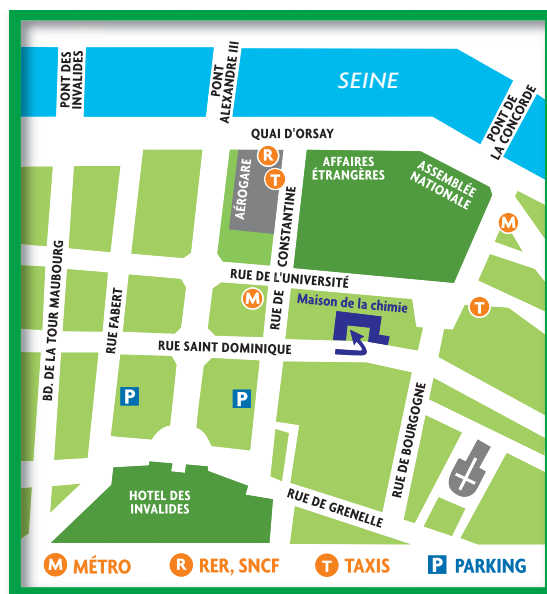 PONT DES
INVALIDES
PONT
ALEXANDRE III
SEINE
PONT DE
LA CONCORDE
QUAI D'ORSAY
R
T
AÉROGARE
AFFAIRES
ÉTRANGÈRES
ASSEMBLÉE
NATIONALE
M
BD. DE LA TOUR MAUBOURG
RUE FABERT
RUE DE CONSTANTINE
RUE DE L'UNIVERSITÉ
M
Maison de la chimie
T
RUE SAINT DOMINIQUE
P
P
RUE DE BOURGOGNE
HOTEL DES
INVALIDES
RUE DE GRENELLE
M MÉTRO
R RER, SNCF
T TAXIS
P PARKING